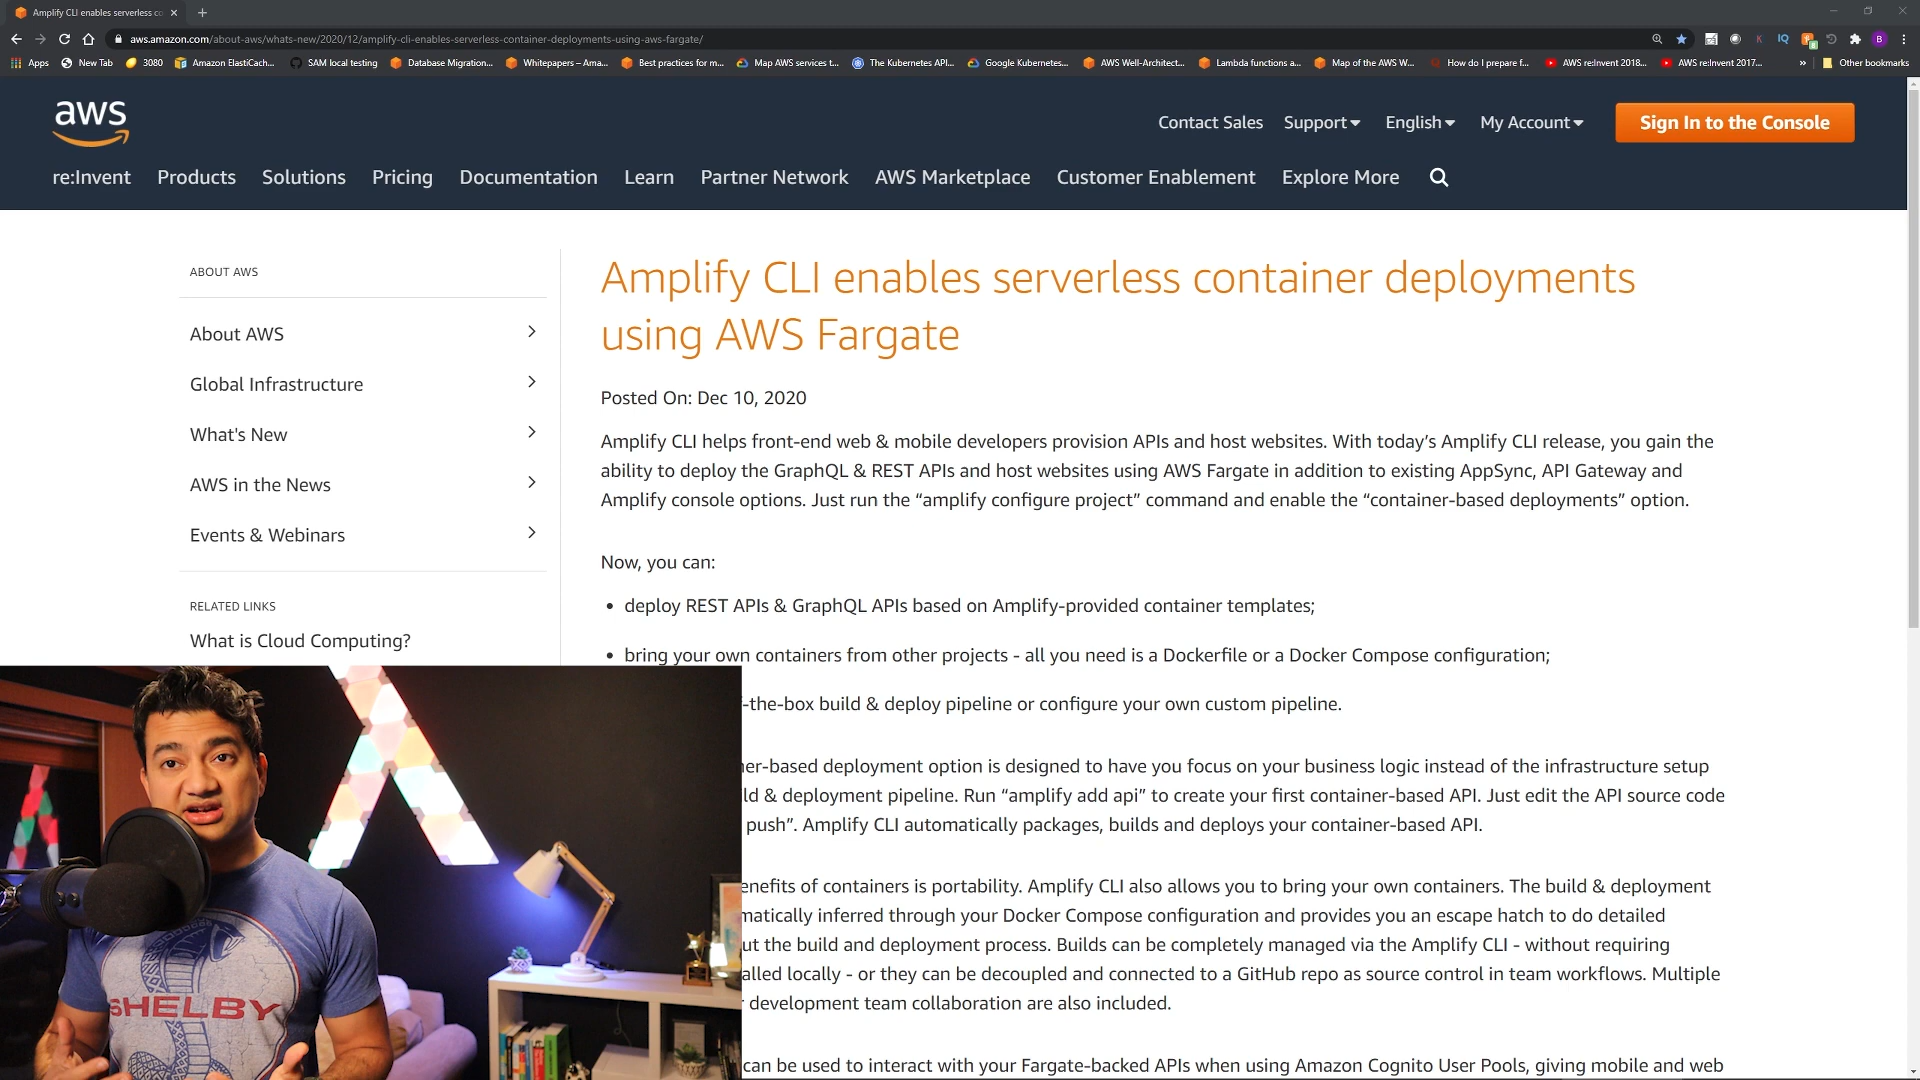 Amplify CLI enables serverless co
aws.amazon.com/about-aws/whats-new/2020/12/amplify-cli-enables-serverless-container-deployments-using-aws-fargate/
Apps New Tab 3080 Amazon ElastiCach... SAM local testing Database Migration... Whitepapers – Ama... Best practices for m... Map AWS services t... The Kubernetes API... Google Kubernetes... AWS Well-Architect... Lambda functions a... Map of the AWS W... How do I prepare f... AWS re:Invent 2018... AWS re:Invent 2017... » Other bookmarks
aws
Contact Sales Support English My Account Sign In to the Console
re:Invent Products Solutions Pricing Documentation Learn Partner Network AWS Marketplace Customer Enablement Explore More
ABOUT AWS
About AWS
Global Infrastructure
What's New
AWS in the News
Events & Webinars
RELATED LINKS
What is Cloud Computing?
Amplify CLI enables serverless container deployments
using AWS Fargate
Posted On: Dec 10, 2020
Amplify CLI helps front-end web & mobile developers provision APIs and host websites. With today’s Amplify CLI release, you gain the
ability to deploy the GraphQL & REST APIs and host websites using AWS Fargate in addition to existing AppSync, API Gateway and
Amplify console options. Just run the “amplify configure project” command and enable the “container-based deployments” option.
Now, you can:
• deploy REST APIs & GraphQL APIs based on Amplify-provided container templates;
• bring your own containers from other projects - all you need is a Dockerfile or a Docker Compose configuration;
-the-box build & deploy pipeline or configure your own custom pipeline.
er-based deployment option is designed to have you focus on your business logic instead of the infrastructure setup
ld & deployment pipeline. Run “amplify add api” to create your first container-based API. Just edit the API source code
push”. Amplify CLI automatically packages, builds and deploys your container-based API.
enefits of containers is portability. Amplify CLI also allows you to bring your own containers. The build & deployment
matically inferred through your Docker Compose configuration and provides you an escape hatch to do detailed
ut the build and deployment process. Builds can be completely managed via the Amplify CLI - without requiring
alled locally - or they can be decoupled and connected to a GitHub repo as source control in team workflows. Multiple
development team collaboration are also included.
can be used to interact with your Fargate-backed APIs when using Amazon Cognito User Pools, giving mobile and web
SHELBY